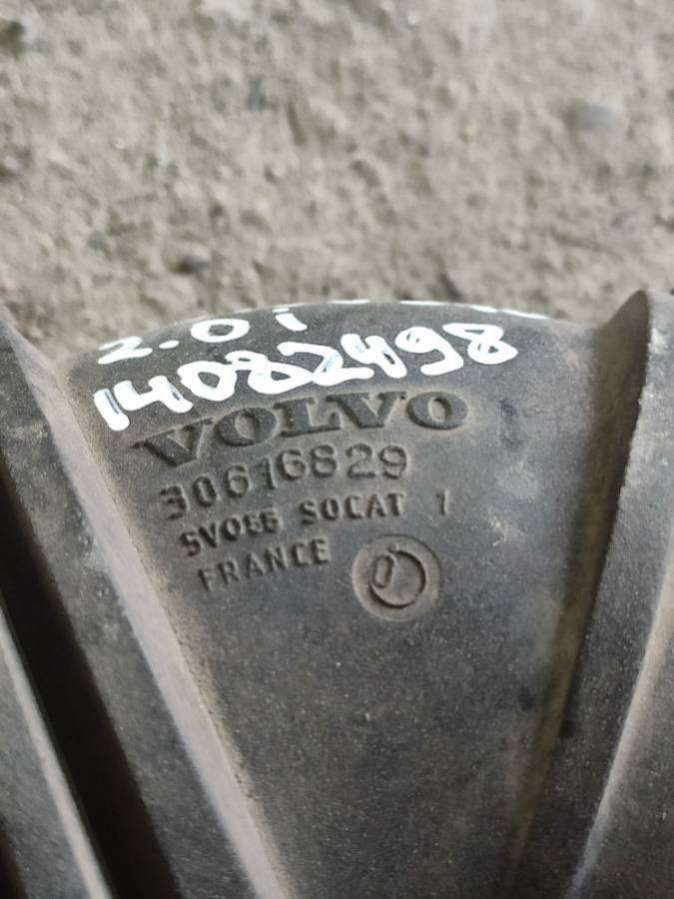 2.0i
14082498
VOLVO
30616829
SV055 SOCAT 1
FRANCE